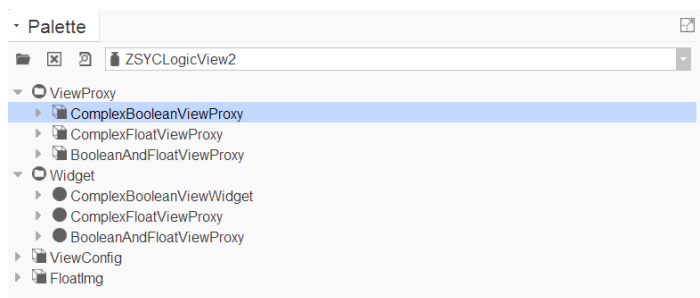 Palette
ZSYCLogicView2
ViewProxy
ComplexBooleanViewProxy
ComplexFloatViewProxy
BooleanAndFloatViewProxy
Widget
ComplexBooleanViewWidget
ComplexFloatViewProxy
BooleanAndFloatViewProxy
ViewConfig
FloatImg